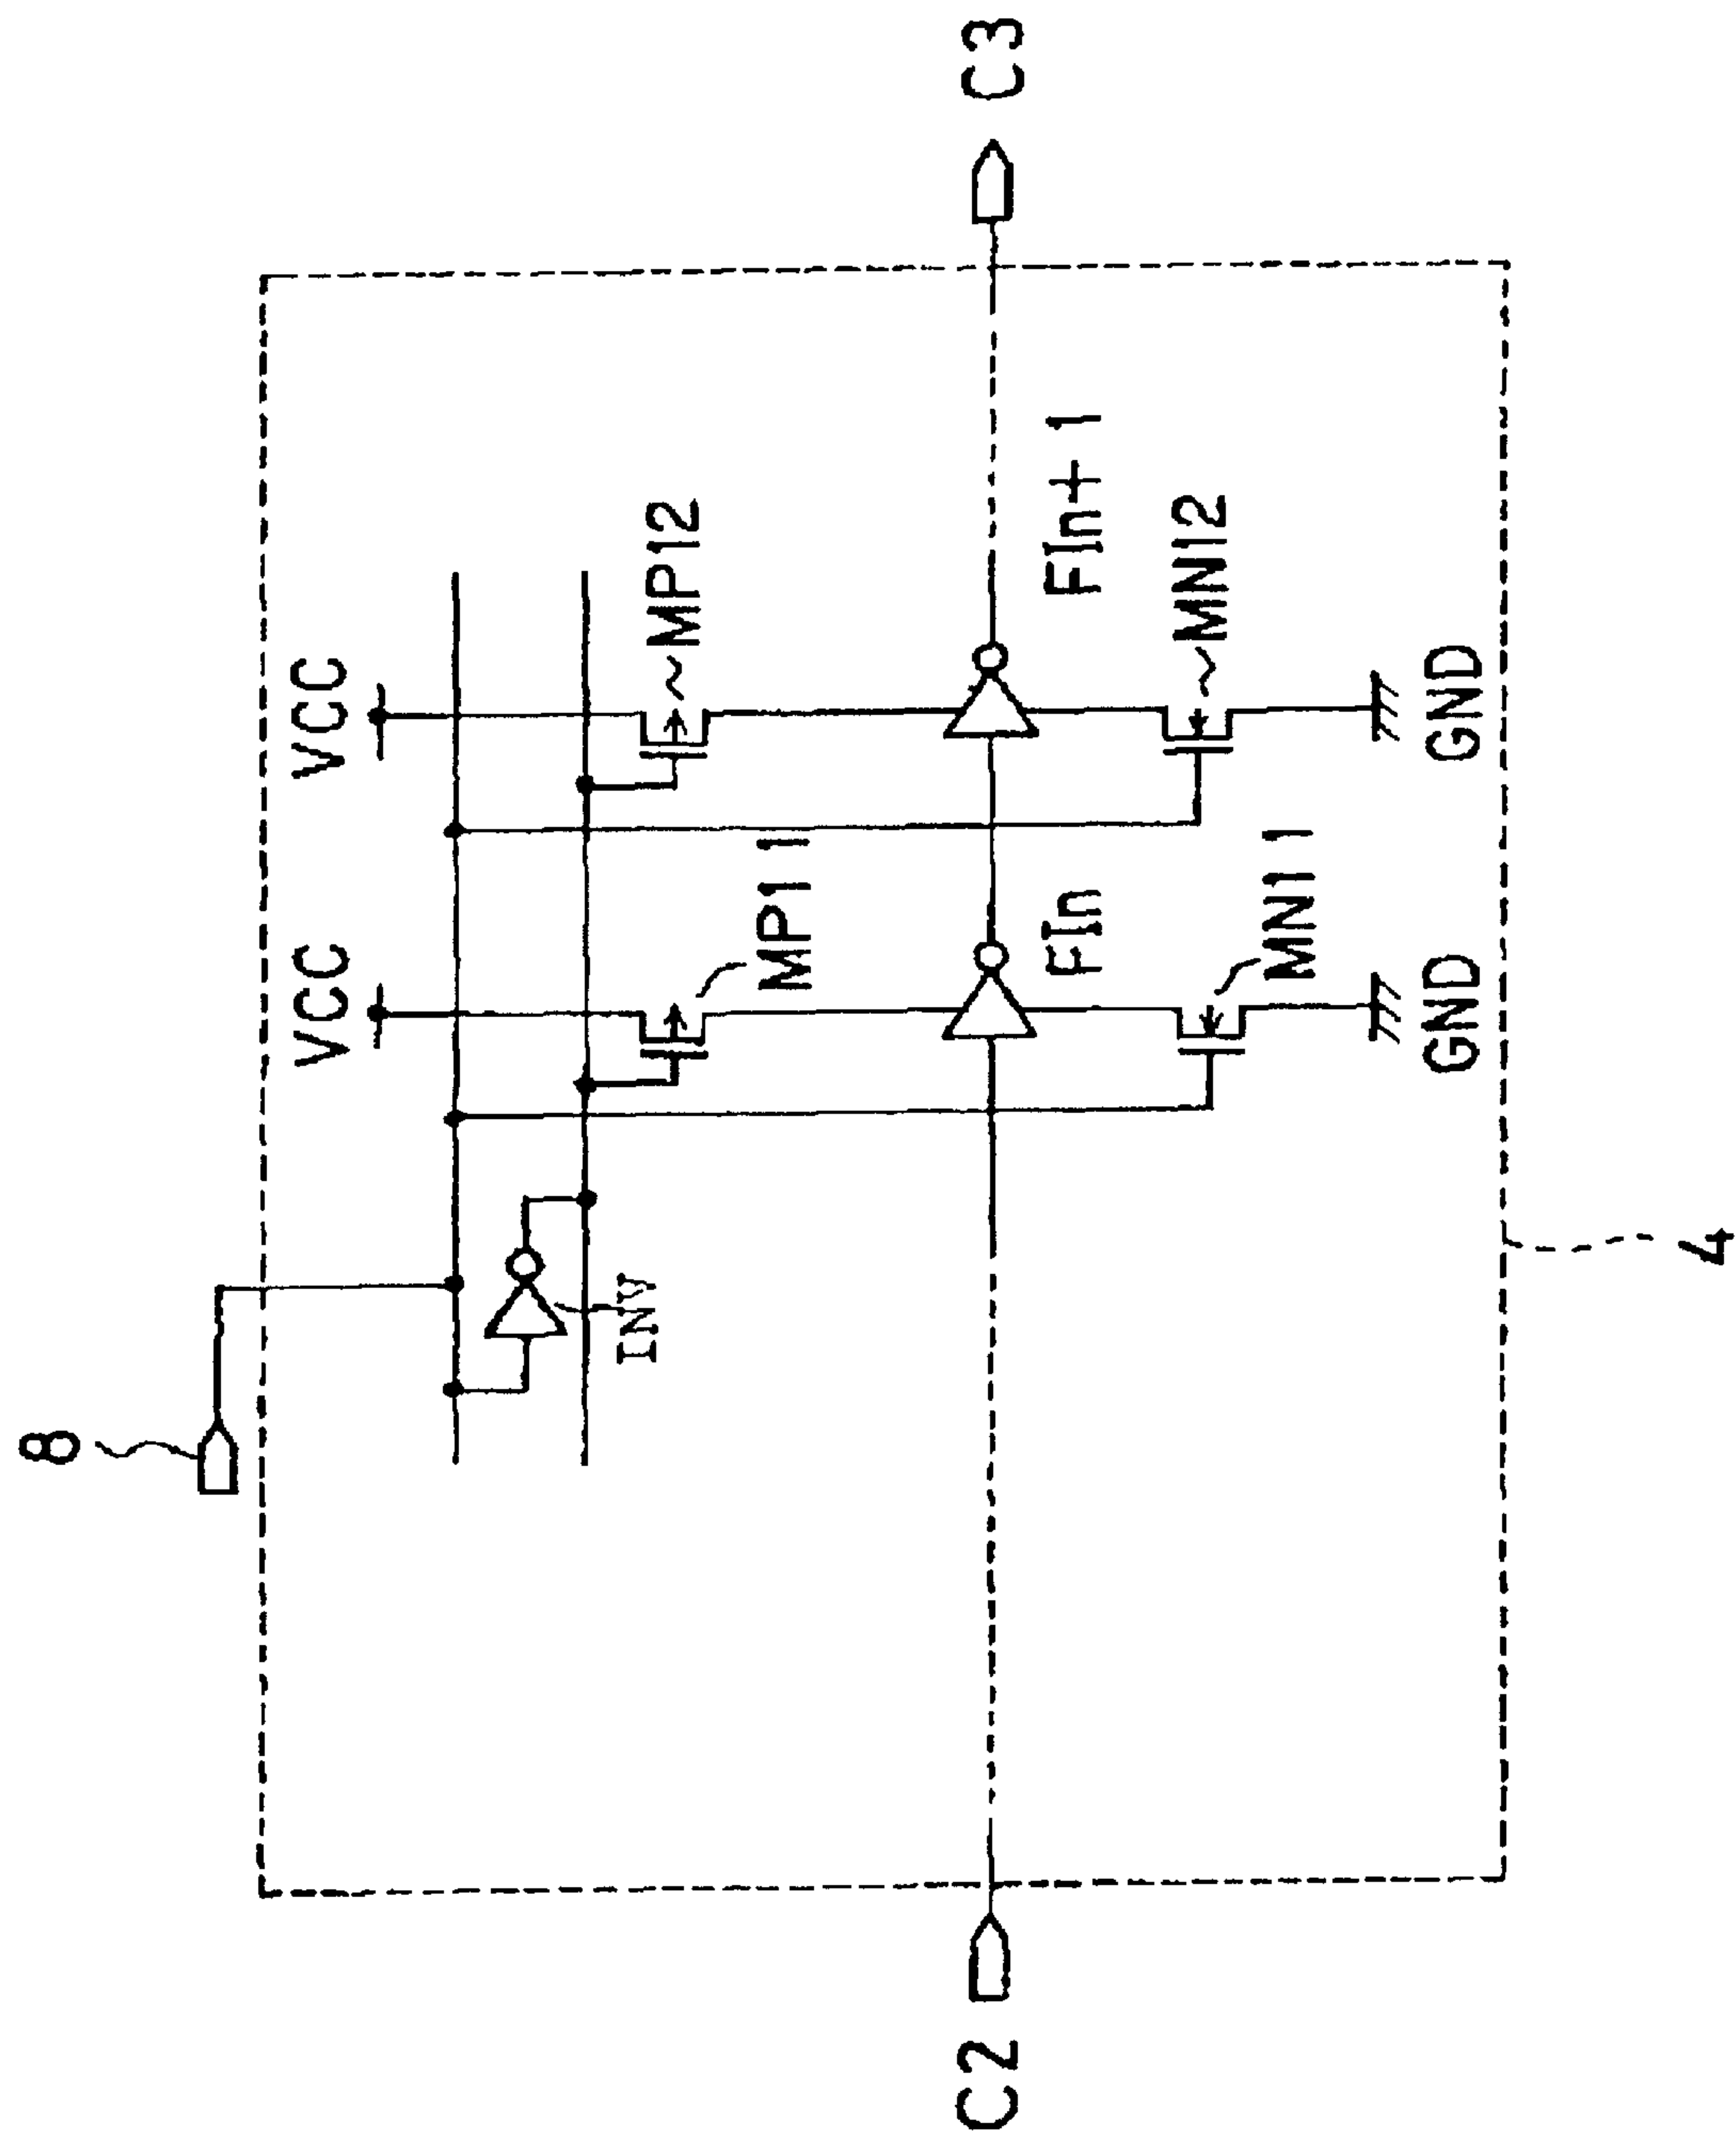 8
VCC
VCC
INV
MP11
MP12
C2
FIn
FIn+1
C3
MN11
MN12
GND
GND
4